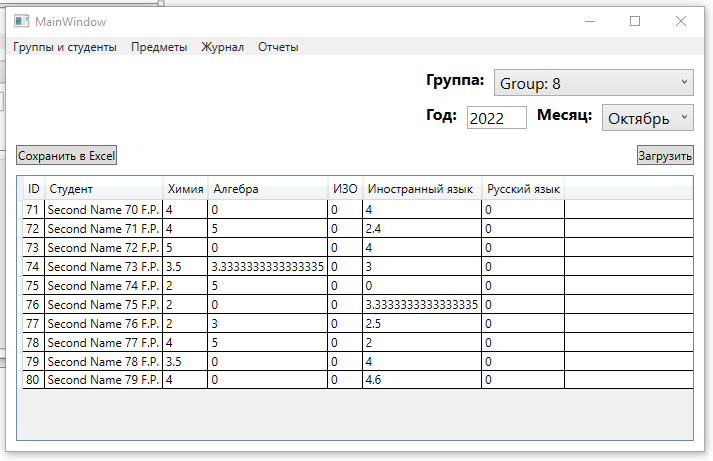 MainWindow
Группы и студенты Предметы Журнал Отчеты
Группа: Group: 8
Год: 2022 Месяц: Октябрь
Сохранить в Excel Загрузить
ID Студент Химия Алгебра ИЗО Иностранный язык Русский язык
71 Second Name 70 F.P. 4 0 0 4 0
72 Second Name 71 F.P. 4 5 0 2.4 0
73 Second Name 72 F.P. 5 0 0 4 0
74 Second Name 73 F.P. 3.5 3.3333333333333335 0 3 0
75 Second Name 74 F.P. 2 5 0 0 0
76 Second Name 75 F.P. 2 0 0 3.3333333333333335 0
77 Second Name 76 F.P. 2 3 0 2.5 0
78 Second Name 77 F.P. 4 5 0 2 0
79 Second Name 78 F.P. 3.5 0 0 4 0
80 Second Name 79 F.P. 4 0 0 4.6 0